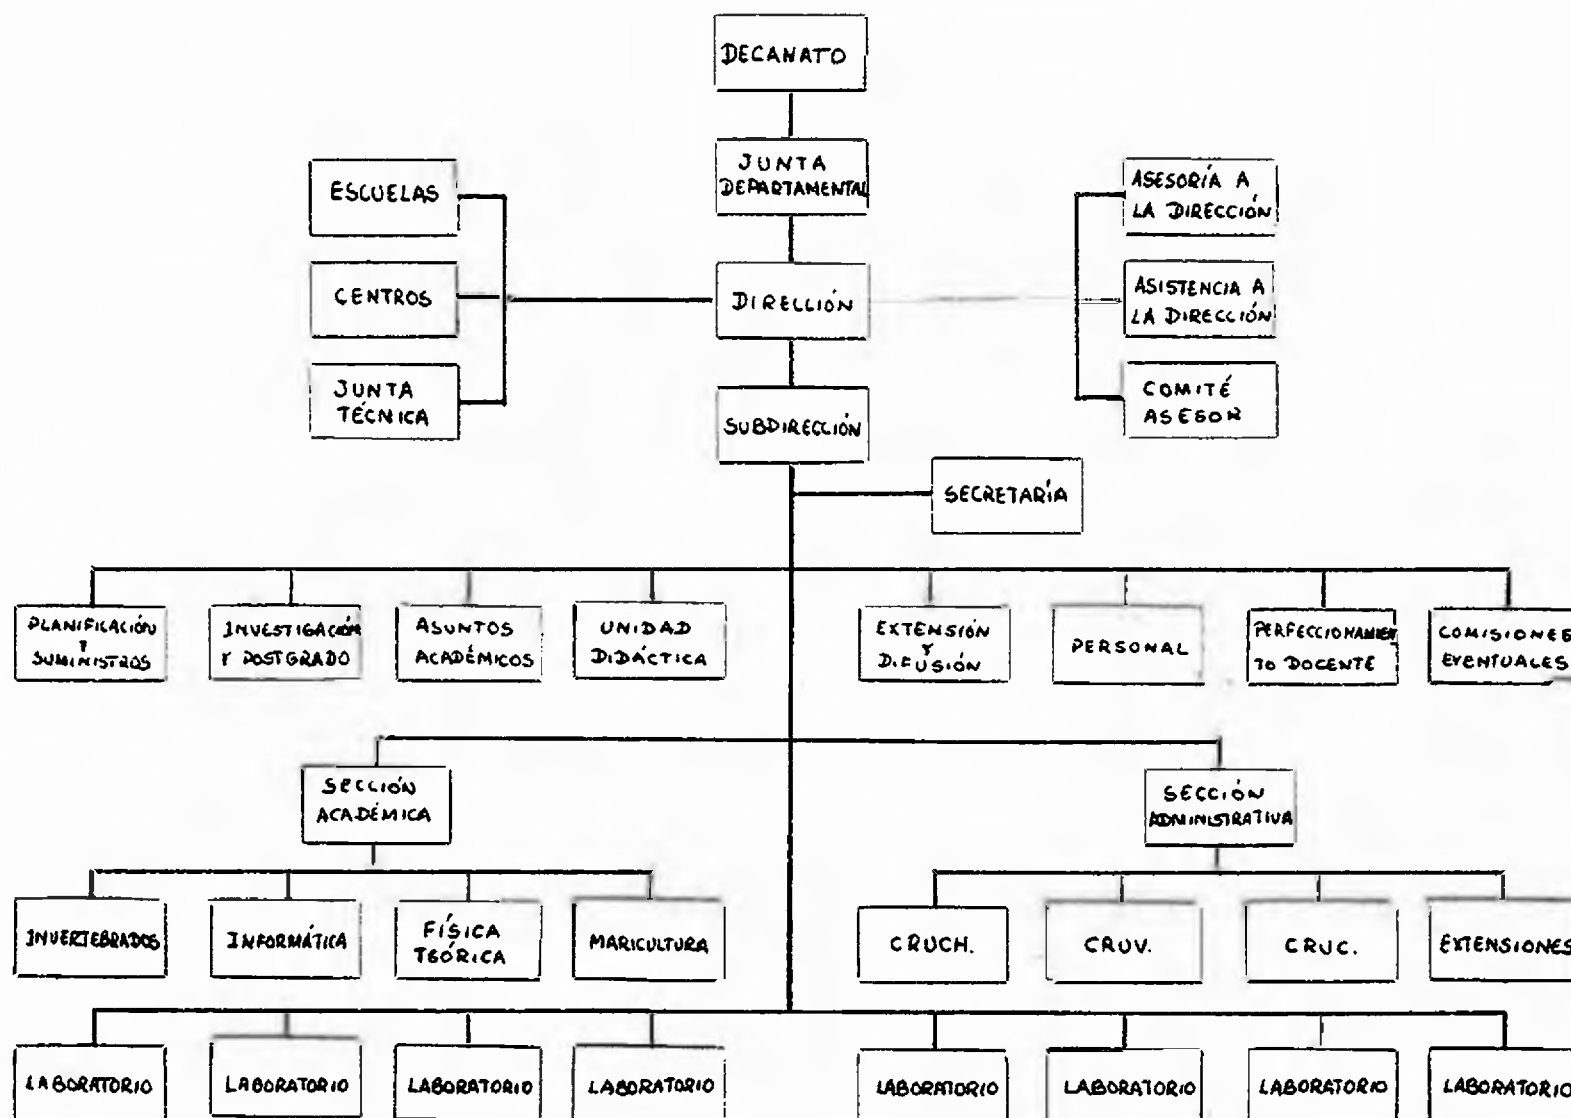 DECANATO
JUNTA
DEPARTAMENTAL
ESCUELAS
CENTROS
JUNTA
TÉCNICA
DIRECCIÓN
ASESORÍA A
LA DIRECCIÓN
ASISTENCIA A
LA DIRECCIÓN
COMITÉ
ASESOR
SUBDIRECCIÓN
SECRETARÍA
PLANIFICACIÓN
Y
SUMINISTROS
INVESTIGACIÓN
Y POSTGRADO
ASUNTOS
ACADÉMICOS
UNIDAD
DIDÁCTICA
EXTENSIÓN
Y
DIFUSIÓN
PERSONAL
PERFECCIONAMIEN
TO DOCENTE
COMISIONES
EVENTUALES
SECCIÓN
ACADÉMICA
SECCIÓN
ADMINISTRATIVA
INVERTEBRADOS
INFORMÁTICA
FÍSICA
TEÓRICA
MARICULTURA
CRUCH.
CRUV.
CRUC.
EXTENSIONES
LABORATORIO
LABORATORIO
LABORATORIO
LABORATORIO
LABORATORIO
LABORATORIO
LABORATORIO
LABORATORIO